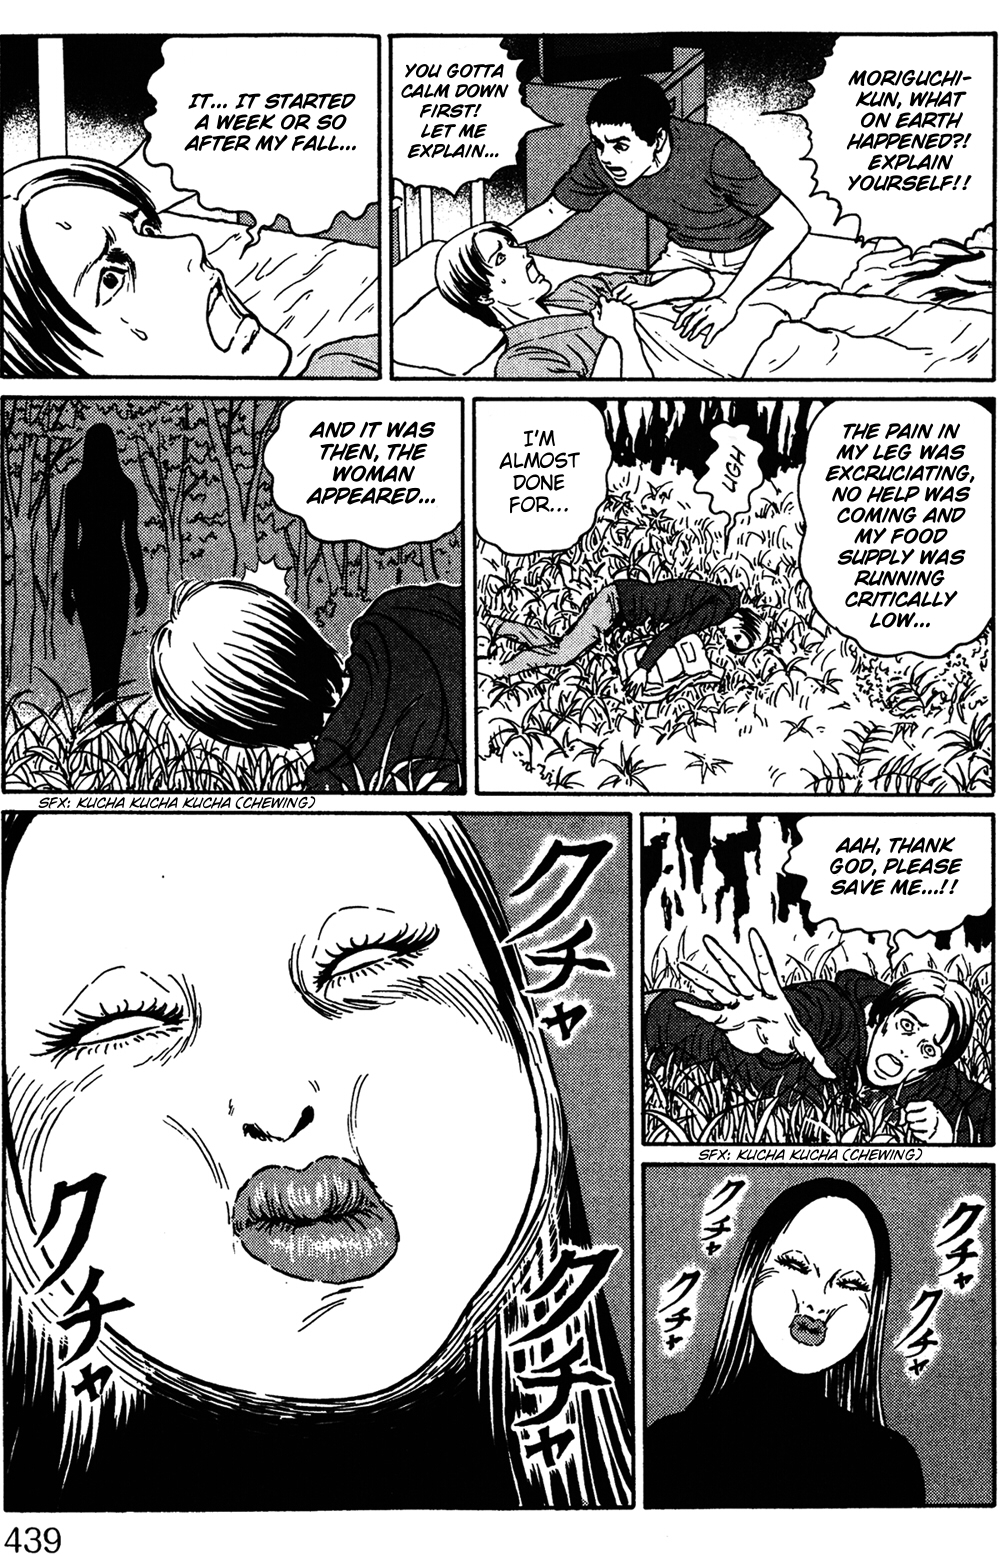 MORIGUCHI-
KUN, WHAT
ON EARTH
HAPPENED?!
EXPLAIN
YOURSELF!!
YOU GOTTA
CALM DOWN
FIRST!
LET ME
EXPLAIN...
IT... IT STARTED
A WEEK OR SO
AFTER MY FALL...
THE PAIN IN
MY LEG WAS
EXCRUCIATING,
NO HELP WAS
COMING AND
MY FOOD
SUPPLY WAS
RUNNING
CRITICALLY
LOW...
UGH
I'M
ALMOST
DONE
FOR...
AND IT WAS
THEN, THE
WOMAN
APPEARED...
AAH, THANK
GOD, PLEASE
SAVE ME...!!
SFX: KUCHA KUCHA (CHEWING)
クチャ
クチャ
クチャ
クチャ
SFX: KUCHA KUCHA KUCHA (CHEWING)
クチャ
クチャ
クチャ
439